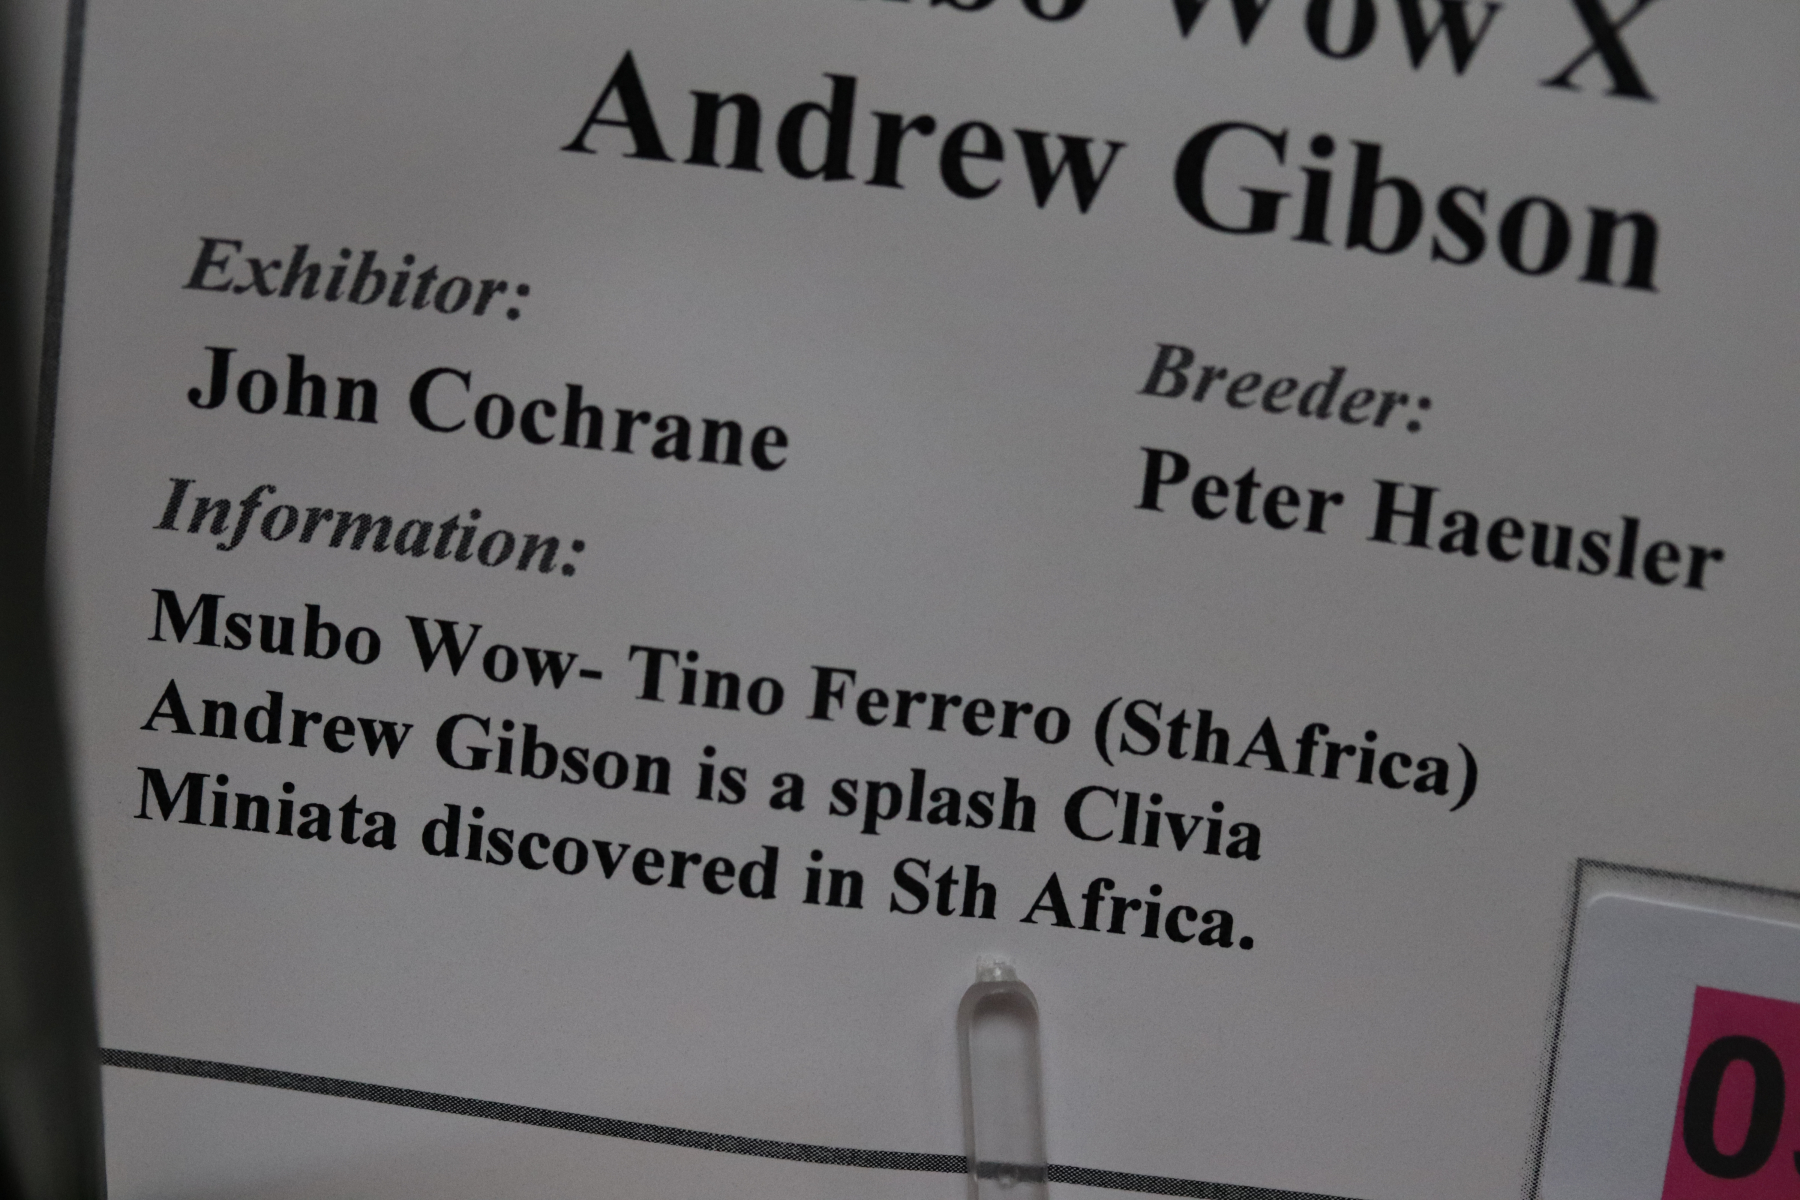 Wow X
Andrew Gibson
Exhibitor:
John Cochrane
Breeder:
Peter Haeusler
Information:
Msubo Wow- Tino Ferrero (SthAfrica)
Andrew Gibson is a splash Clivia
Miniata discovered in Sth Africa.